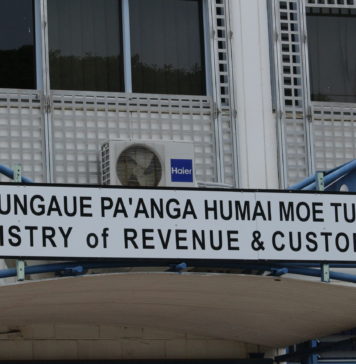 Haier
UNGAUE PA'ANGA HUMAI MOE TU
ISTRY of REVENUE & CUSTO